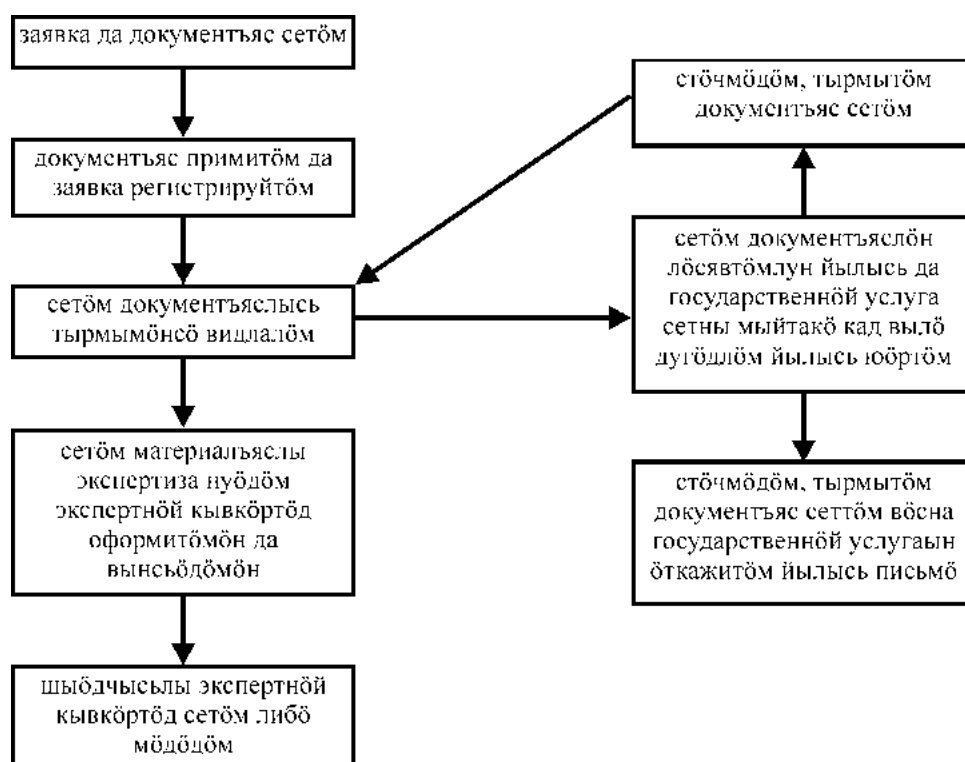 заявка да документъяс сетӧм
документъяс примитӧм да
заявка регистрируйтӧм
сетӧм документъяслысь
тырмымӧнсӧ видлалӧм
сетӧм материалъяслы
экспертиза нуӧдӧм
экспертнӧй кывкӧртӧд
оформитӧмӧн да
вынсьӧдӧмӧн
шыӧдчысьлы экспертнӧй
кывкӧртӧд сетӧм либӧ
мӧдӧдӧм
стӧчмӧдӧм, тырмытӧм
документъяс сетӧм
сетӧм документъяслӧн
лӧсявтӧмлун йылысь да
государственнӧй услуга
сетны мыйтакӧ кад вылӧ
дугӧдлӧм йылысь юӧртӧм
стӧчмӧдӧм, тырмытӧм
документъяс сеттӧм вӧсна
государственнӧй услугаын
ӧткажитӧм йылысь письмӧ